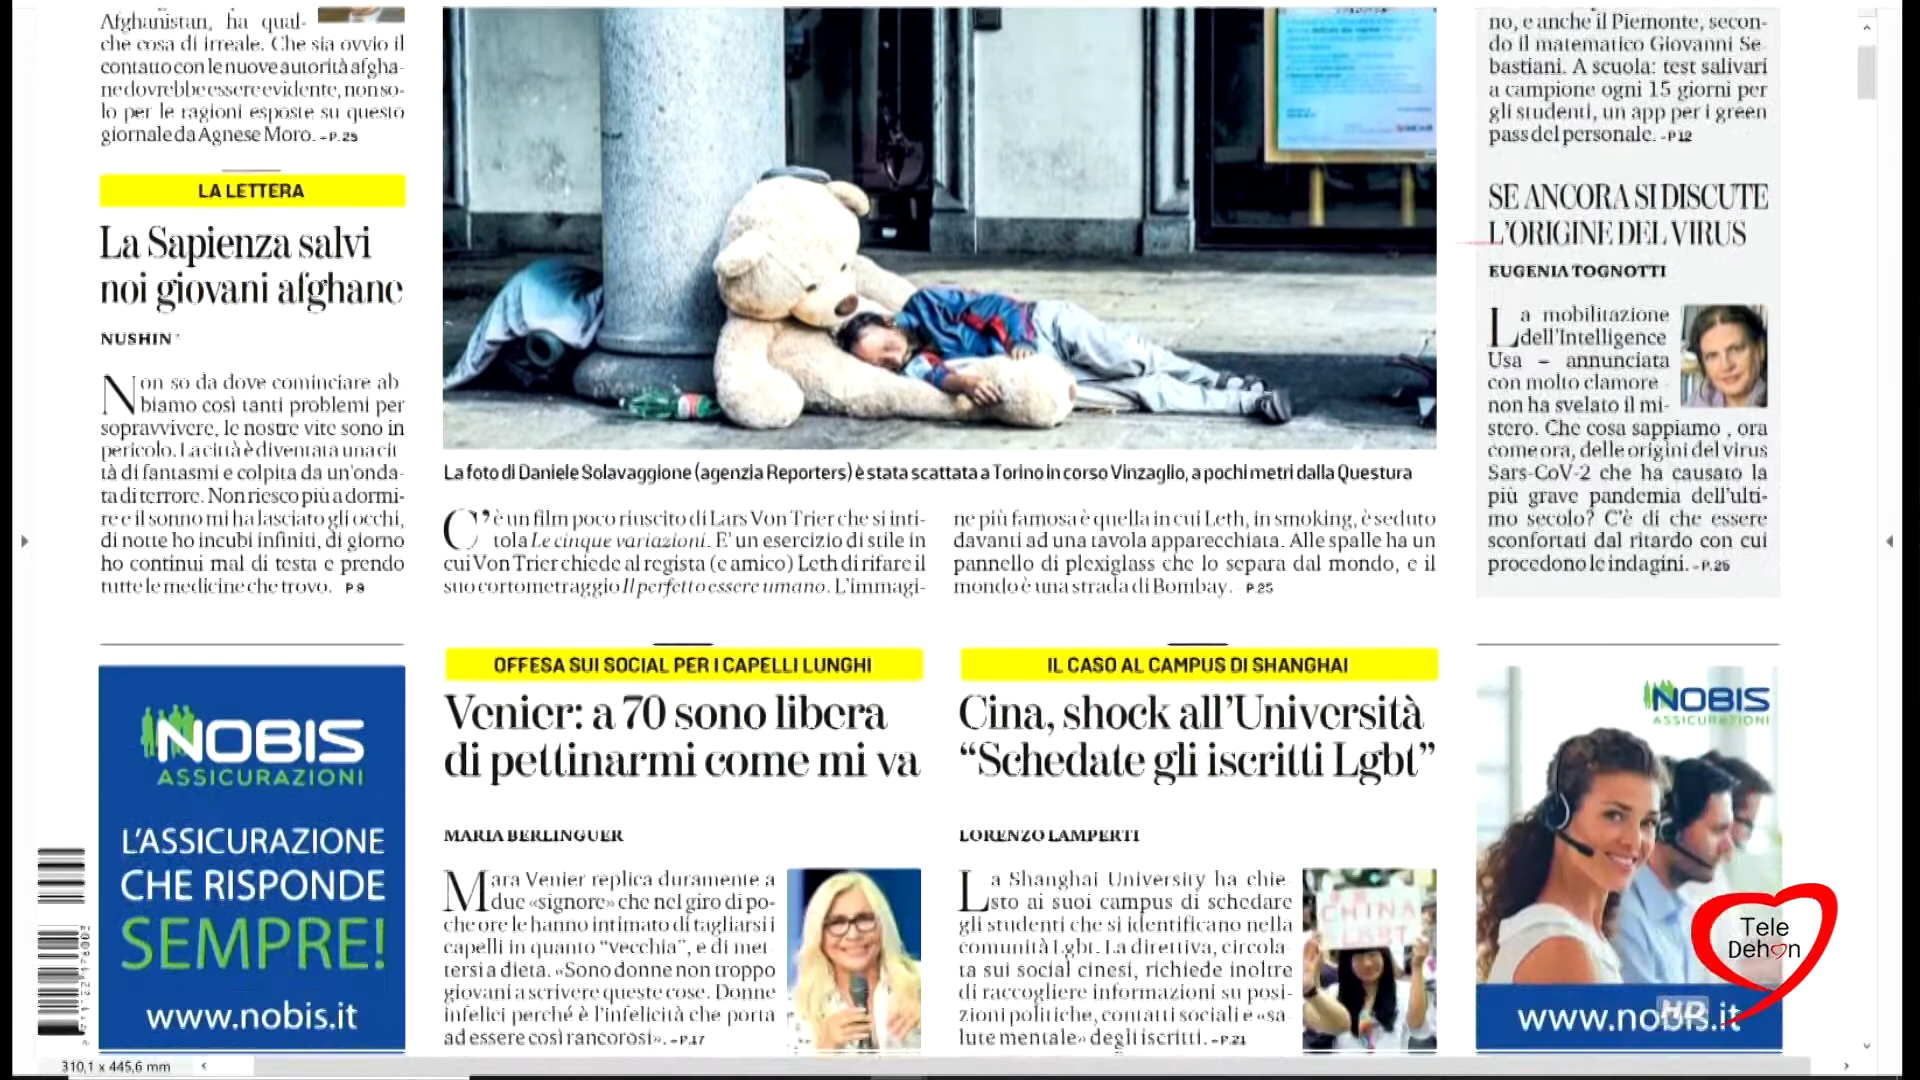 Afghanistan, ha qual-
che cosa di irreale. Che sia ovvio il
contatto con le nuove autorità afgha-
ne dovrebbe essere evidente, non so-
lo per le ragioni esposte su questo
giornale da Agnese Moro. - P. 25
LA LETTERA
La Sapienza salvi
noi giovani afghane
NUSHIN *
Non so da dove cominciare ab
biamo così tanti problemi per
sopravvivere, le nostre vite sono in
pericolo. La città è diventata una cit
tà di fantasmi e colpita da un'onda-
ta di terrore. Non riesco più a dormi-
re e il sonno mi ha lasciato gli occhi,
di notte ho incubi infiniti, di giorno
ho continui mal di testa e prendo
tutte le medicine che trovo. P 9
NOBIS
ASSICURAZIONI
L'ASSICURAZIONE
CHE RISPONDE
SEMPRE!
www.nobis.it
La foto di Daniele Solavaggione (agenzia Reporters) è stata scattata a Torino in corso Vinzaglio, a pochi metri dalla Questura
C'è un film poco riuscito di Lars Von Trier che si inti-
tola Le cinque variazioni. E' un esercizio di stile in
cui Von Trier chiede al regista (e amico) Leth di rifare il
suo cortometraggio Il perfetto essere umano. L'immagi-
ne più famosa è quella in cui Leth, in smoking, è seduto
davanti ad una tavola apparecchiata. Alle spalle ha un
pannello di plexiglass che lo separa dal mondo, e il
mondo è una strada di Bombay. P. 25
OFFESA SUI SOCIAL PER I CAPELLI LUNGHI
Venier: a 70 sono libera
di pettinarmi come mi va
MARIA BERLINGUER
Mara Venier replica duramente a
due «signore» che nel giro di po-
che ore le hanno intimato di tagliarsi i
capelli in quanto "vecchia", e di met
tersi a dieta. «Sono donne non troppo
giovani a scrivere queste cose. Donne
infelici perché è l'infelicità che porta
ad essere così rancorosi». - P. 17
IL CASO AL CAMPUS DI SHANGHAI
Cina, shock all'Università
"Schedate gli iscritti Lgbt"
LORENZO LAMPERTI
La Shanghai University ha chie
sto ai suoi campus di schedare
gli studenti che si identificano nella
comunità Lgbt. La direttiva, circola
ta sui social cinesi, richiede inoltre
di raccogliere informazioni su posi-
zioni politiche, contatti sociali e «sa
lute mentale» degli iscritti. - P. 21
CHINA
LGBT
no, e anche il Piemonte, secon-
do il matematico Giovanni Se
bastiani. A scuola: test salivari
a campione ogni 15 giorni per
gli studenti, un app per i green
pass del personale. - P 12
SE ANCORA SI DISCUTE
L'ORIGINE DEL VIRUS
EUGENIA TOGNOTTI
La mobilitazione
dell'Intelligence
Usa – annunciata
con molto clamore
non ha svelato il mi-
stero. Che cosa sappiamo , ora
come ora, delle origini del virus
Sars-CoV-2 che ha causato la
più grave pandemia dell'ulti-
mo secolo? C'è di che essere
sconfortati dal ritardo con cui
procedono le indagini. - P. 25
NOBIS
ASSICURAZIONI
www.nobis.it
Tele
Dehon
HD
310,1 x 445,6 mm